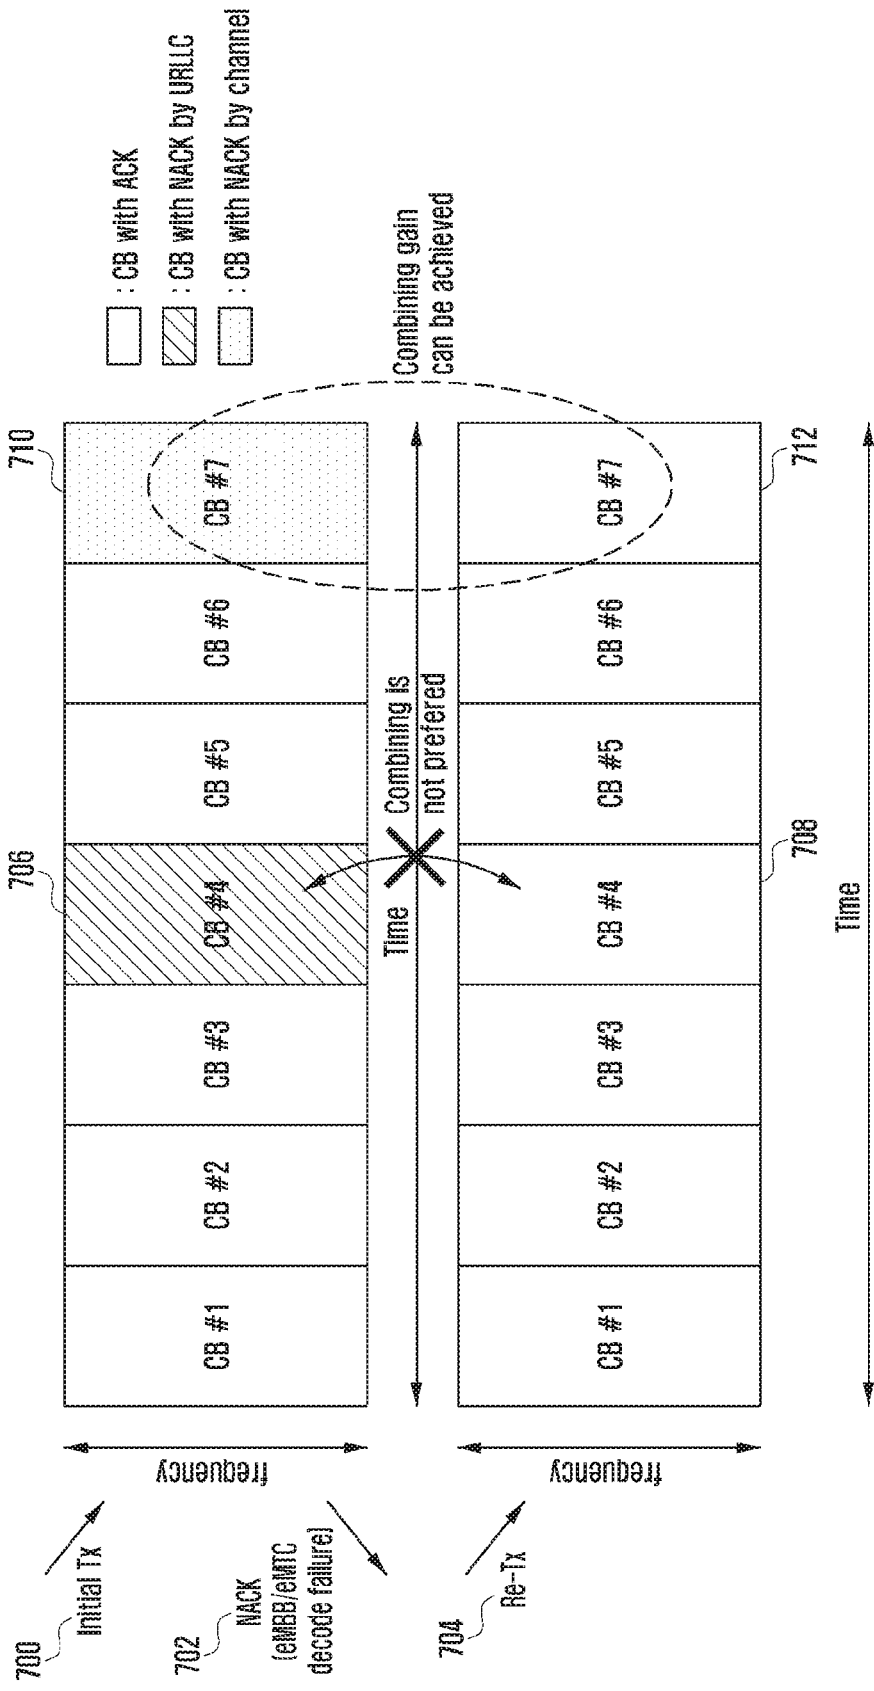 : CB with ACK
: CB with NACK by URLLC
: CB with NACK by channel
700
Initial Tx
frequency
CB #1
CB #2
CB #3
706
CB #4
CB #5
CB #6
710
CB #7
702
NACK
(eMBB/eMTC
decode failure)
Time
Combining is
not prefered
Combining gain
can be achieved
704
Re-Tx
frequency
CB #1
CB #2
CB #3
CB #4
708
CB #5
CB #6
CB #7
712
Time